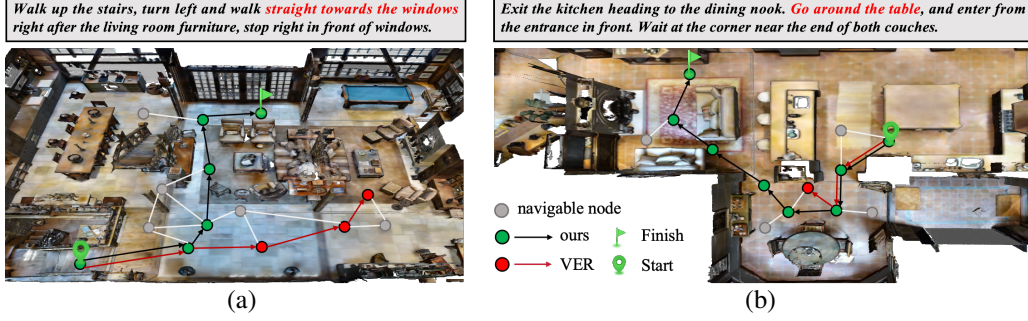 Walk up the stairs, turn left and walk straight towards the windows
right after the living room furniture, stop right in front of windows.
Exit the kitchen heading to the dining nook. Go around the table, and enter from
the entrance in front. Wait at the corner near the end of both couches.
navigable node
ours
Finish
VER
Start
(a)
(b)